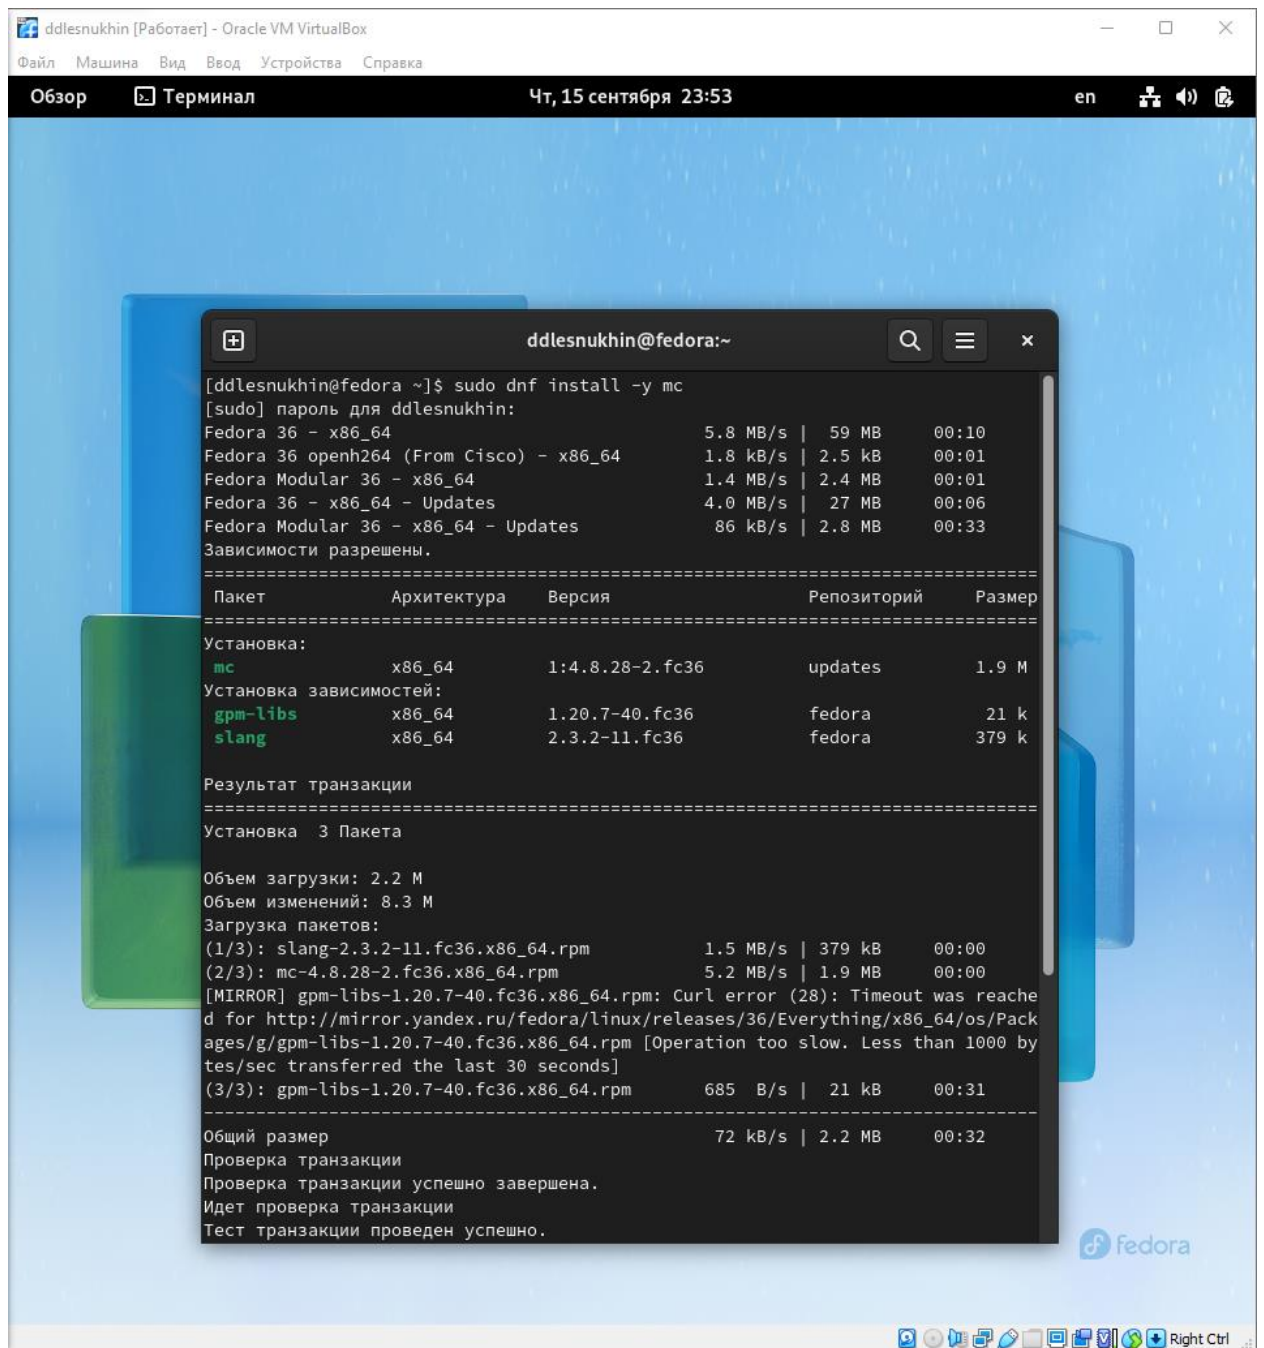 ddlesnukhin [Работает] - Oracle VM VirtualBox
Файл Машина Вид Ввод Устройства Справка
Обзор Терминал Чт, 15 сентября 23:53 en
ddlesnukhin@fedora:~
[ddlesnukhin@fedora ~]$ sudo dnf install -y mc
[sudo] пароль для ddlesnukhin:
Fedora 36 - x86_64 5.8 MB/s | 59 MB 00:10
Fedora 36 openh264 (From Cisco) - x86_64 1.8 kB/s | 2.5 kB 00:01
Fedora Modular 36 - x86_64 1.4 MB/s | 2.4 MB 00:01
Fedora 36 - x86_64 - Updates 4.0 MB/s | 27 MB 00:06
Fedora Modular 36 - x86_64 - Updates 86 kB/s | 2.8 MB 00:33
Зависимости разрешены.
================================================================================
Пакет Архитектура Версия Репозиторий Размер
================================================================================
Установка:
mc x86_64 1:4.8.28-2.fc36 updates 1.9 M
Установка зависимостей:
gpm-libs x86_64 1.20.7-40.fc36 fedora 21 k
slang x86_64 2.3.2-11.fc36 fedora 379 k
Результат транзакции
================================================================================
Установка 3 Пакета
Объем загрузки: 2.2 M
Объем изменений: 8.3 M
Загрузка пакетов:
(1/3): slang-2.3.2-11.fc36.x86_64.rpm 1.5 MB/s | 379 kB 00:00
(2/3): mc-4.8.28-2.fc36.x86_64.rpm 5.2 MB/s | 1.9 MB 00:00
[MIRROR] gpm-libs-1.20.7-40.fc36.x86_64.rpm: Curl error (28): Timeout was reache
d for http://mirror.yandex.ru/fedora/linux/releases/36/Everything/x86_64/os/Pack
ages/g/gpm-libs-1.20.7-40.fc36.x86_64.rpm [Operation too slow. Less than 1000 by
tes/sec transferred the last 30 seconds]
(3/3): gpm-libs-1.20.7-40.fc36.x86_64.rpm 685 B/s | 21 kB 00:31
--------------------------------------------------------------------------------
Общий размер 72 kB/s | 2.2 MB 00:32
Проверка транзакции
Проверка транзакции успешно завершена.
Идет проверка транзакции
Тест транзакции проведен успешно.
fedora
Right Ctrl